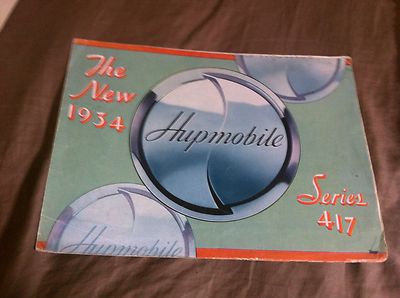 The
New
1934
Hupmobile
Series
417
Hupmobile